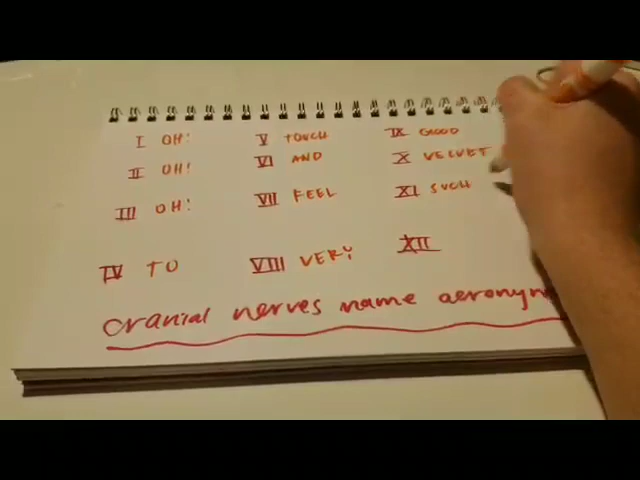 I OH! V TOUCH IX GOOD
II OH! VI AND X VELVET
III OH! VII FEEL XI SUCH
IV TO VIII VERY XII
cranial nerves name